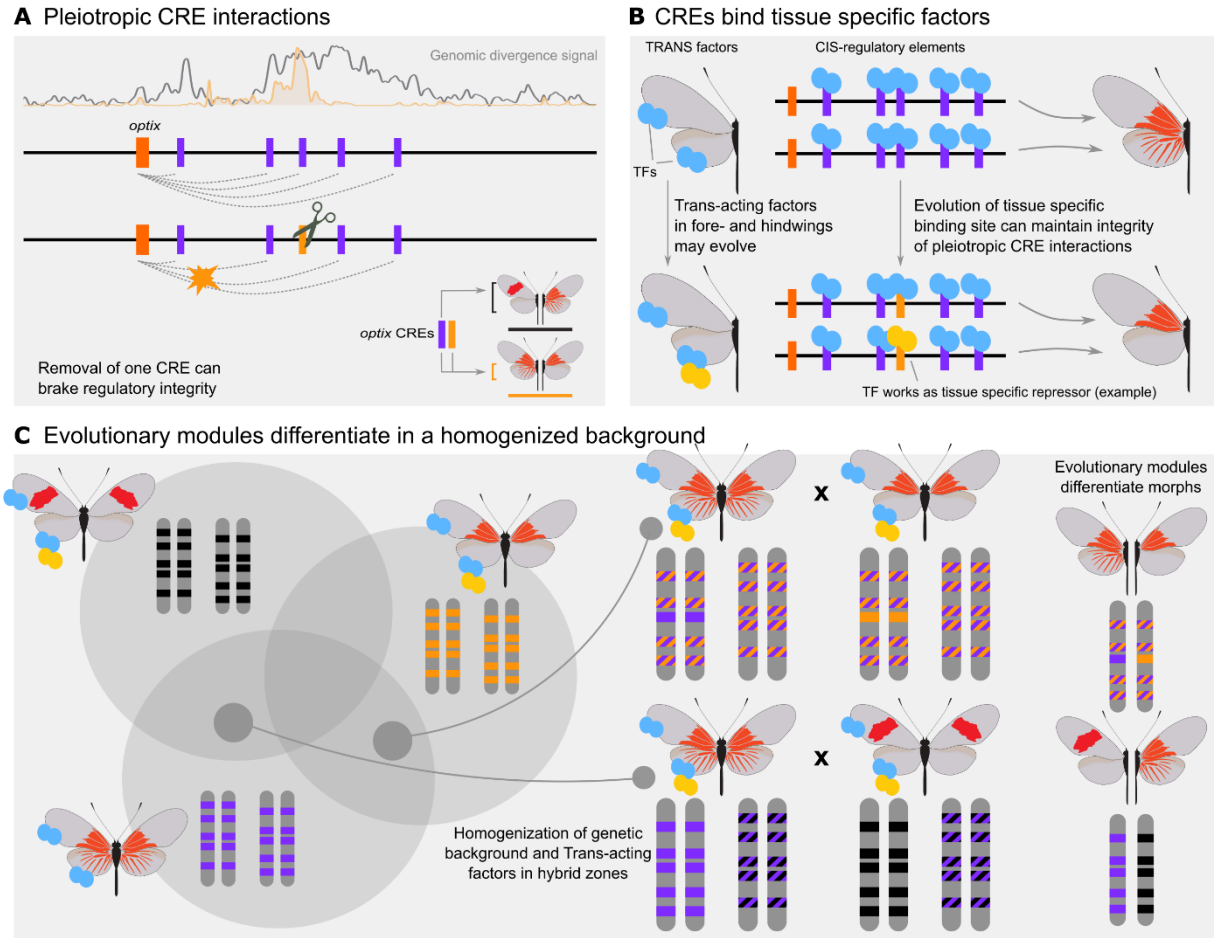 A Pleiotropic CRE interactions
Genomic divergence signal
optix
optix CREs
Removal of one CRE can
brake regulatory integrity
B CREs bind tissue specific factors
TRANS factors
CIS-regulatory elements
TFs
Trans-acting factors
in fore- and hindwings
may evolve
Evolution of tissue specific
binding site can maintain integrity
of pleiotropic CRE interactions
TF works as tissue specific repressor (example)
C Evolutionary modules differentiate in a homogenized background
x
Evolutionary modules
differentiate morphs
x
Homogenization of genetic
background and Trans-acting
factors in hybrid zones